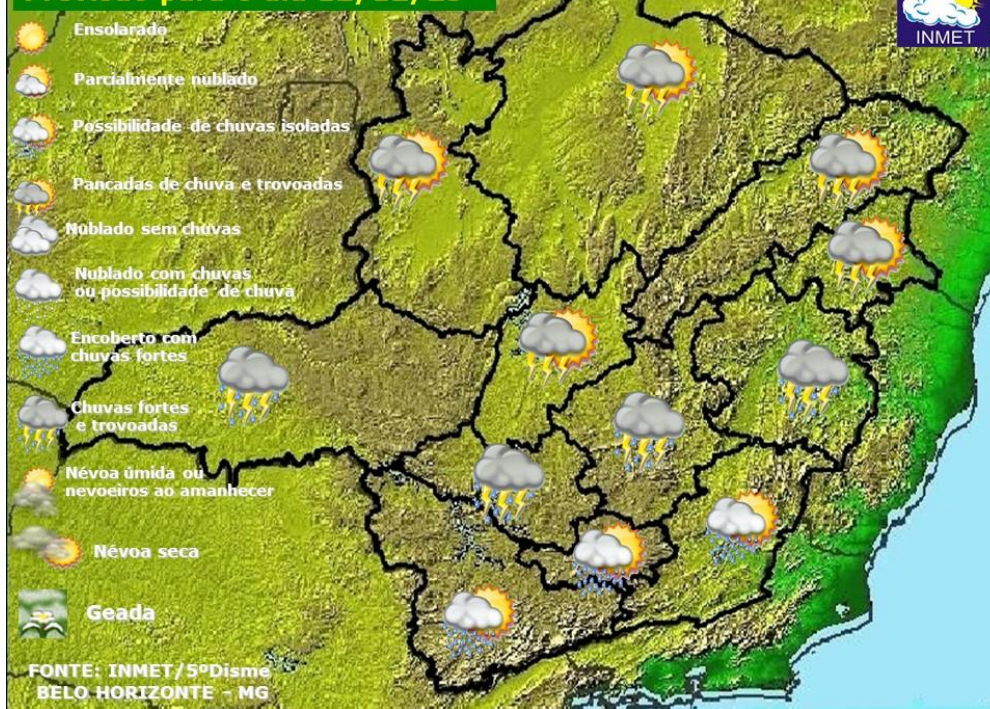 INMET
Ensolarado
Parcialmente nublado
Possibilidade de chuvas isoladas
Pancadas de chuva e trovoadas
Nublado sem chuvas
Nublado com chuvas
ou possibilidade de chuva
Encoberto com
chuvas fortes
Chuvas fortes
e trovoadas
Névoa úmida ou
nevoeiros ao amanhecer
Névoa seca
Geada
FONTE: INMET/5ºDisme
BELO HORIZONTE - MG